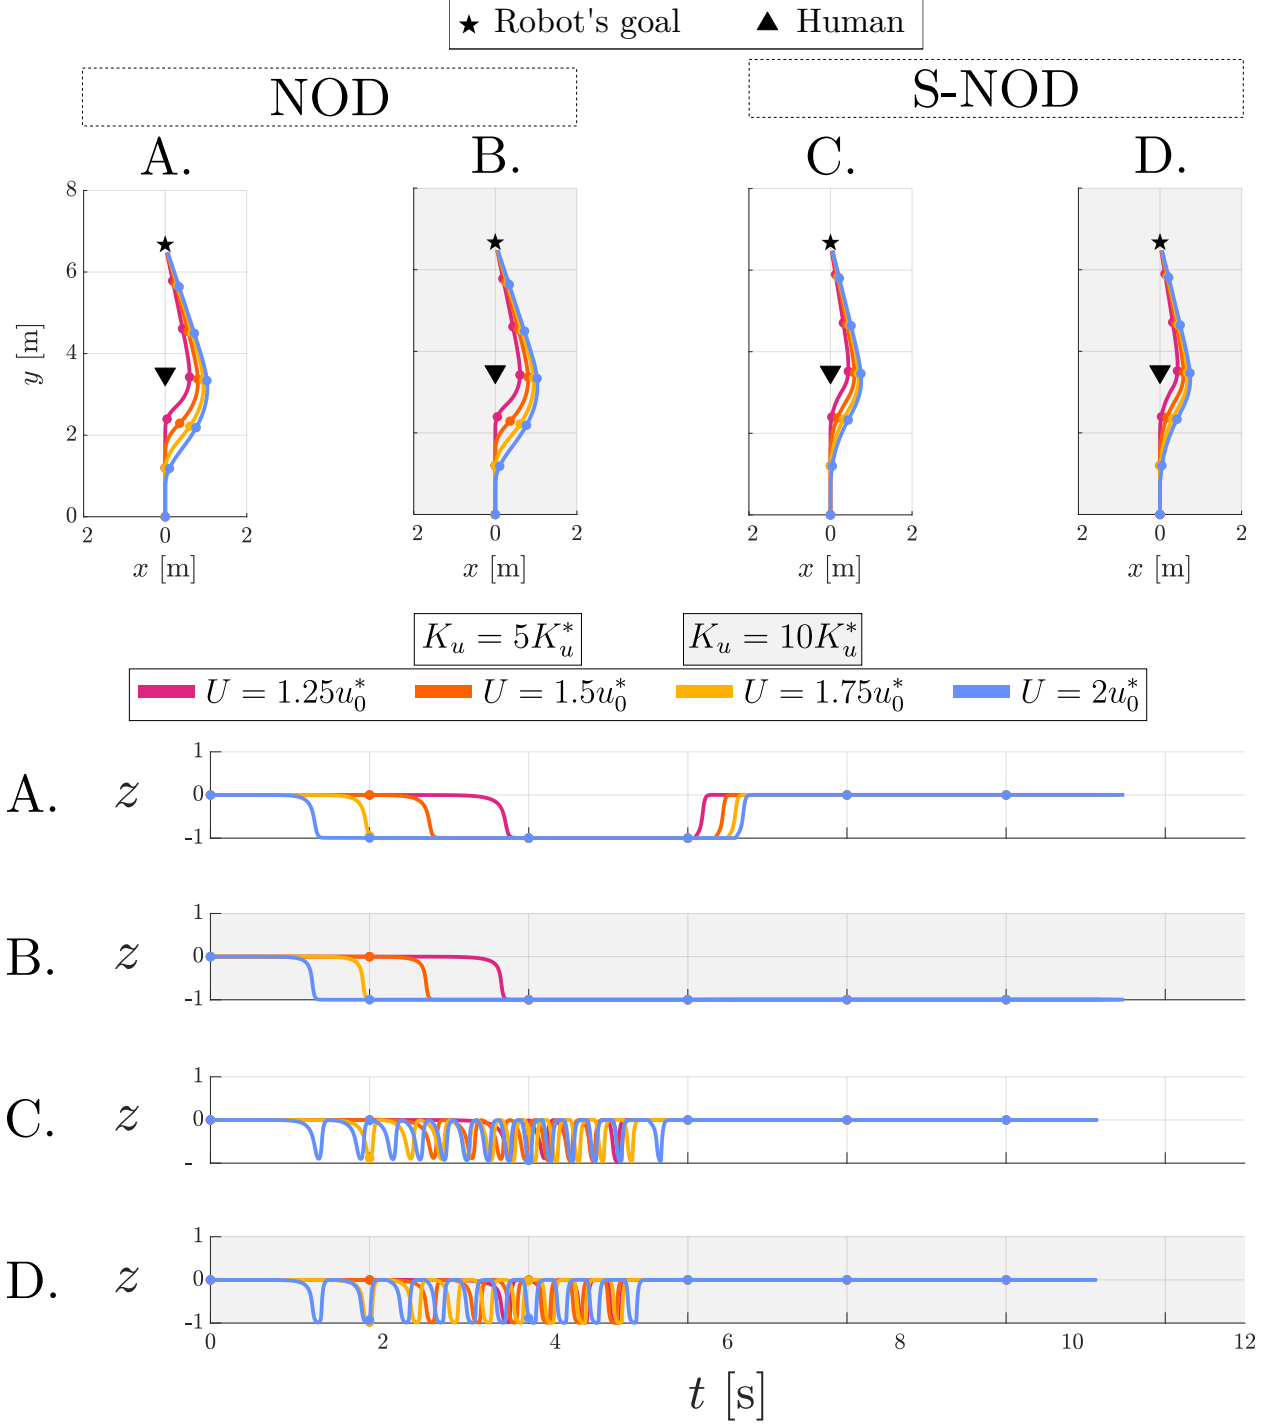 ★ Robot's goal ▲ Human
NOD S-NOD
A. B. C. D.
8
6
4
2
0
y [m]
2 0 2 2 0 2 2 0 2 2 0 2
x [m] x [m] x [m] x [m]
K_u = 5K_u^* K_u = 10K_u^*
U = 1.25u_0^* U = 1.5u_0^* U = 1.75u_0^* U = 2u_0^*
A. z 1
0
-1
B. z 1
0
-1
C. z 1
0
-
D. z 1
0
-1
0 2 4 6 8 10 12
t [s]